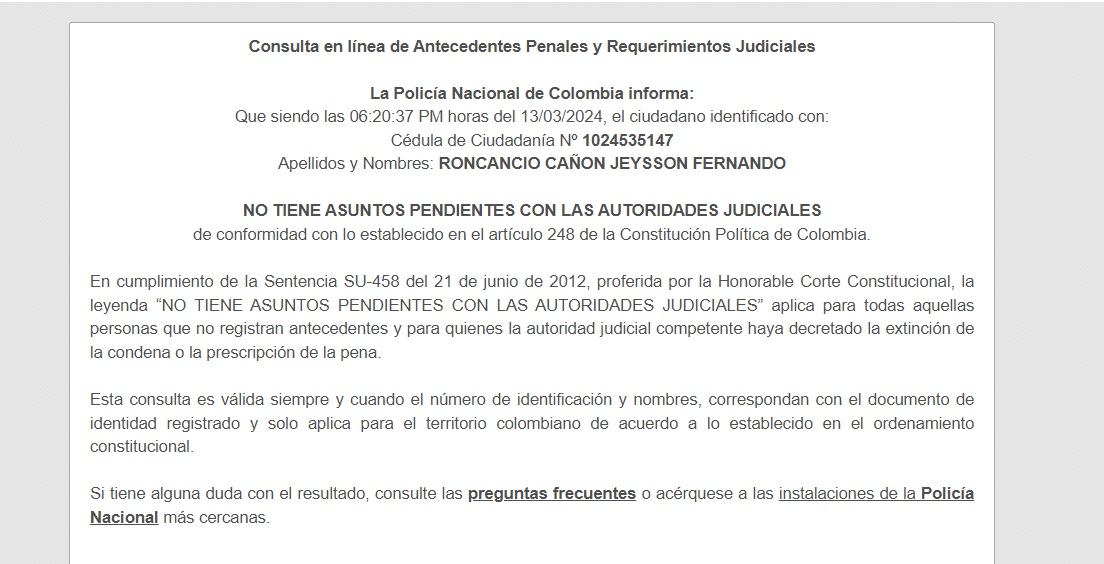 Consulta en línea de Antecedentes Penales y Requerimientos Judiciales
La Policía Nacional de Colombia informa:
Que siendo las 06:20:37 PM horas del 13/03/2024, el ciudadano identificado con:
Cédula de Ciudadanía Nº 1024535147
Apellidos y Nombres: RONCANCIO CAÑON JEYSSON FERNANDO
NO TIENE ASUNTOS PENDIENTES CON LAS AUTORIDADES JUDICIALES
de conformidad con lo establecido en el artículo 248 de la Constitución Política de Colombia.
En cumplimiento de la Sentencia SU-458 del 21 de junio de 2012, proferida por la Honorable Corte Constitucional, la
leyenda “NO TIENE ASUNTOS PENDIENTES CON LAS AUTORIDADES JUDICIALES” aplica para todas aquellas
personas que no registran antecedentes y para quienes la autoridad judicial competente haya decretado la extinción de
la condena o la prescripción de la pena.
Esta consulta es válida siempre y cuando el número de identificación y nombres, correspondan con el documento de
identidad registrado y solo aplica para el territorio colombiano de acuerdo a lo establecido en el ordenamiento
constitucional.
Si tiene alguna duda con el resultado, consulte las preguntas frecuentes o acérquese a las instalaciones de la Policía
Nacional más cercanas.